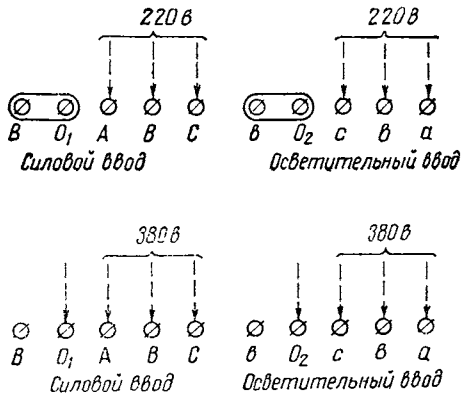 220в 220в
В O₁ A В C в O₂ c в a
Силовой ввод Осветительный ввод
380в 380в
В O₁ A В C в O₂ c в a
Силовой ввод Осветительный ввод